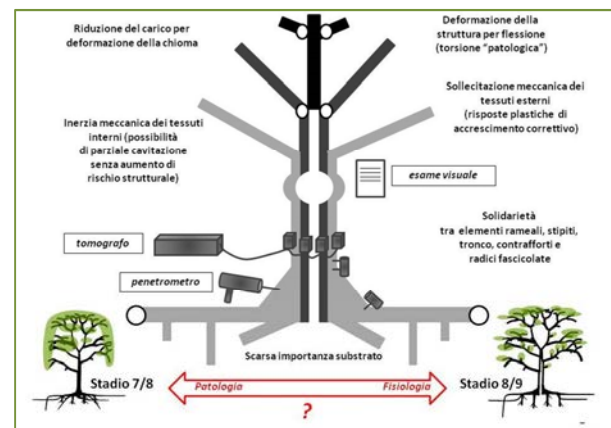 Riduzione del carico per
deformazione della chioma
Deformazione della
struttura per flessione
(torsione “patologica”)
Sollecitazione meccanica dei
tessuti esterni
(risposte plastiche di
accrescimento correttivo)
Inerzia meccanica dei tessuti
interni (possibilità
di parziale cavitazione
senza aumento di
rischio strutturale)
esame visuale
Solidarietà
tra elementi rameali, stipiti,
tronco, contrafforti e
radici fascicolate
tomografo
penetrometro
Scarsa importanza substrato
Stadio 7/8
Patologia
Fisiologia
Stadio 8/9
?